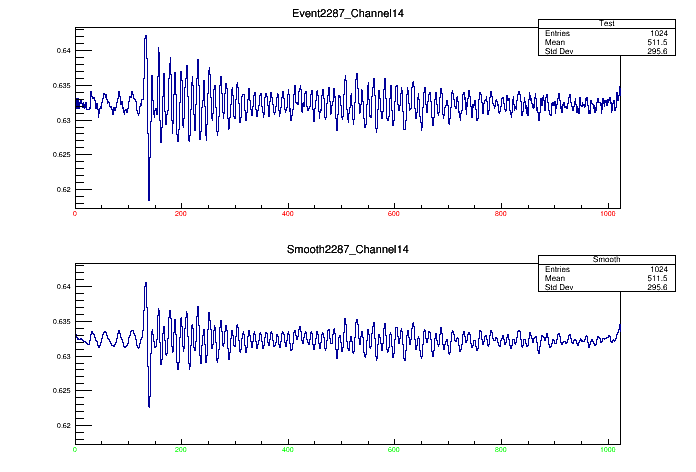 Event2287_Channel14
Test
Entries 1024
Mean 511.5
Std Dev 295.6
0.64
0.635
0.63
0.625
0.62
0 200 400 600 800 1000
Smooth2287_Channel14
Smooth
Entries 1024
Mean 511.5
Std Dev 295.6
0.64
0.635
0.63
0.625
0.62
0 200 400 600 800 1000